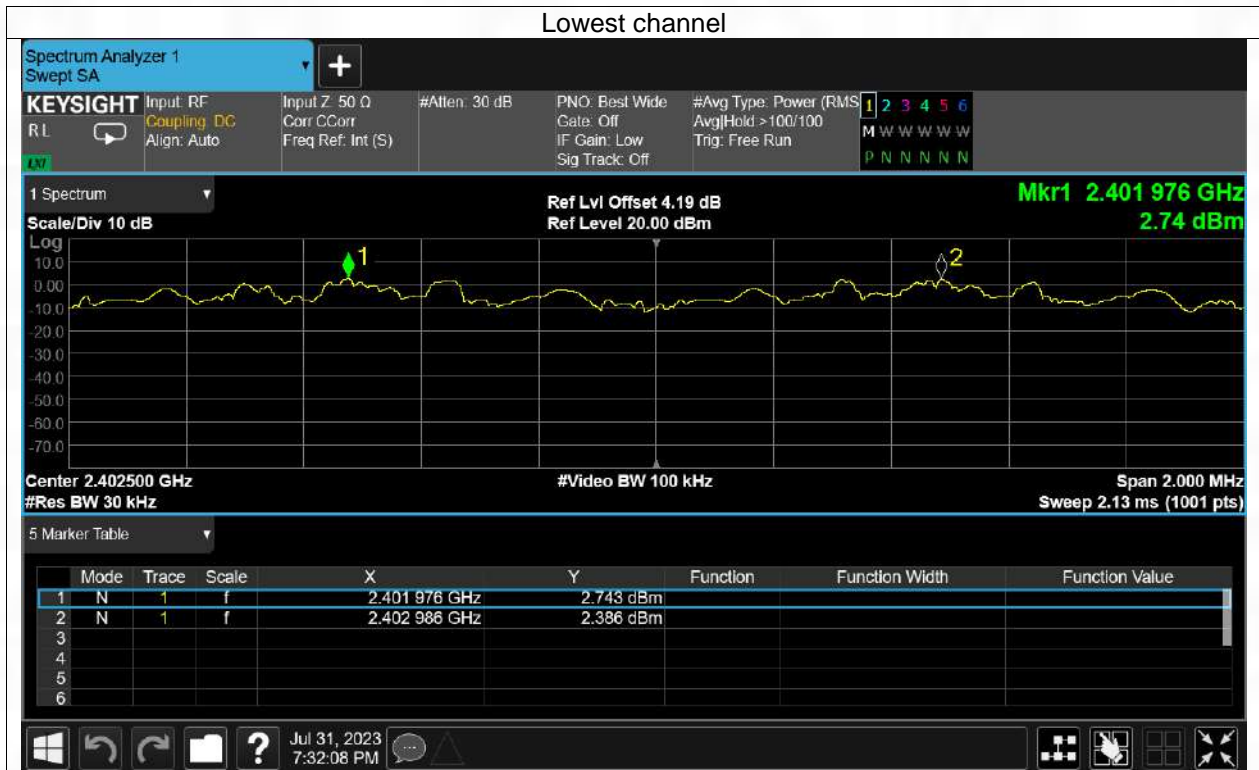 Lowest channel
Spectrum Analyzer 1
Swept SA
KEYSIGHT Input: RF Input Z: 50 Ω #Atten: 30 dB PNO: Best Wide #Avg Type: Power (RMS 1 2 3 4 5 6
RL Coupling: DC Corr CCorr Gate: Off Avg|Hold:>100/100 M W W W W W
Align: Auto Freq Ref: Int (S) IF Gain: Low Trig: Free Run
LXI Sig Track: Off P N N N N N
1 Spectrum Ref Lvl Offset 4.19 dB Mkr1 2.401 976 GHz
Scale/Div 10 dB Ref Level 20.00 dBm 2.74 dBm
Log
10.0
0.00
-10.0
-20.0
-30.0
-40.0
-50.0
-60.0
-70.0
1
2
Center 2.402500 GHz #Video BW 100 kHz Span 2.000 MHz
#Res BW 30 kHz Sweep 2.13 ms (1001 pts)
5 Marker Table
Mode Trace Scale X Y Function Function Width Function Value
1 N 1 f 2.401 976 GHz 2.743 dBm
2 N 1 f 2.402 986 GHz 2.386 dBm
3
4
5
6
? Jul 31, 2023
7:32:08 PM